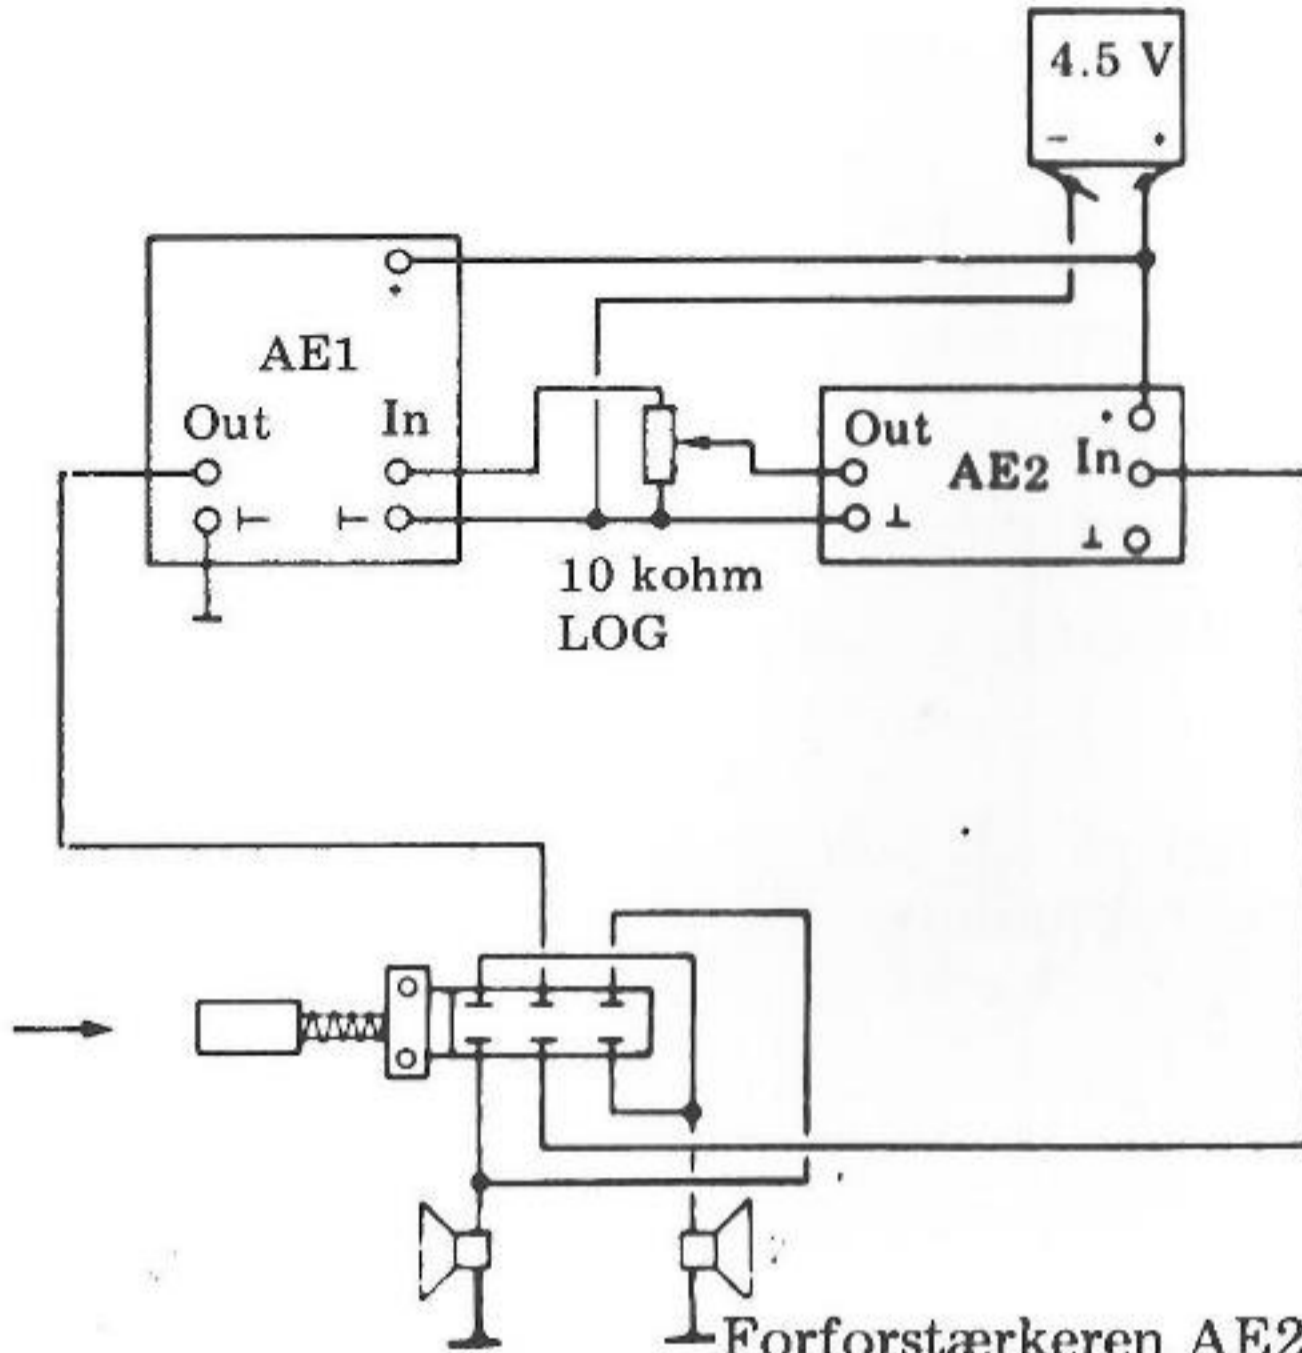 4.5 V
- +
+
AE1
Out In
⊢ ⊢
+
Out AE2 In
⊥ ⊥
10 kohm
LOG
Forforstærkeren AE2